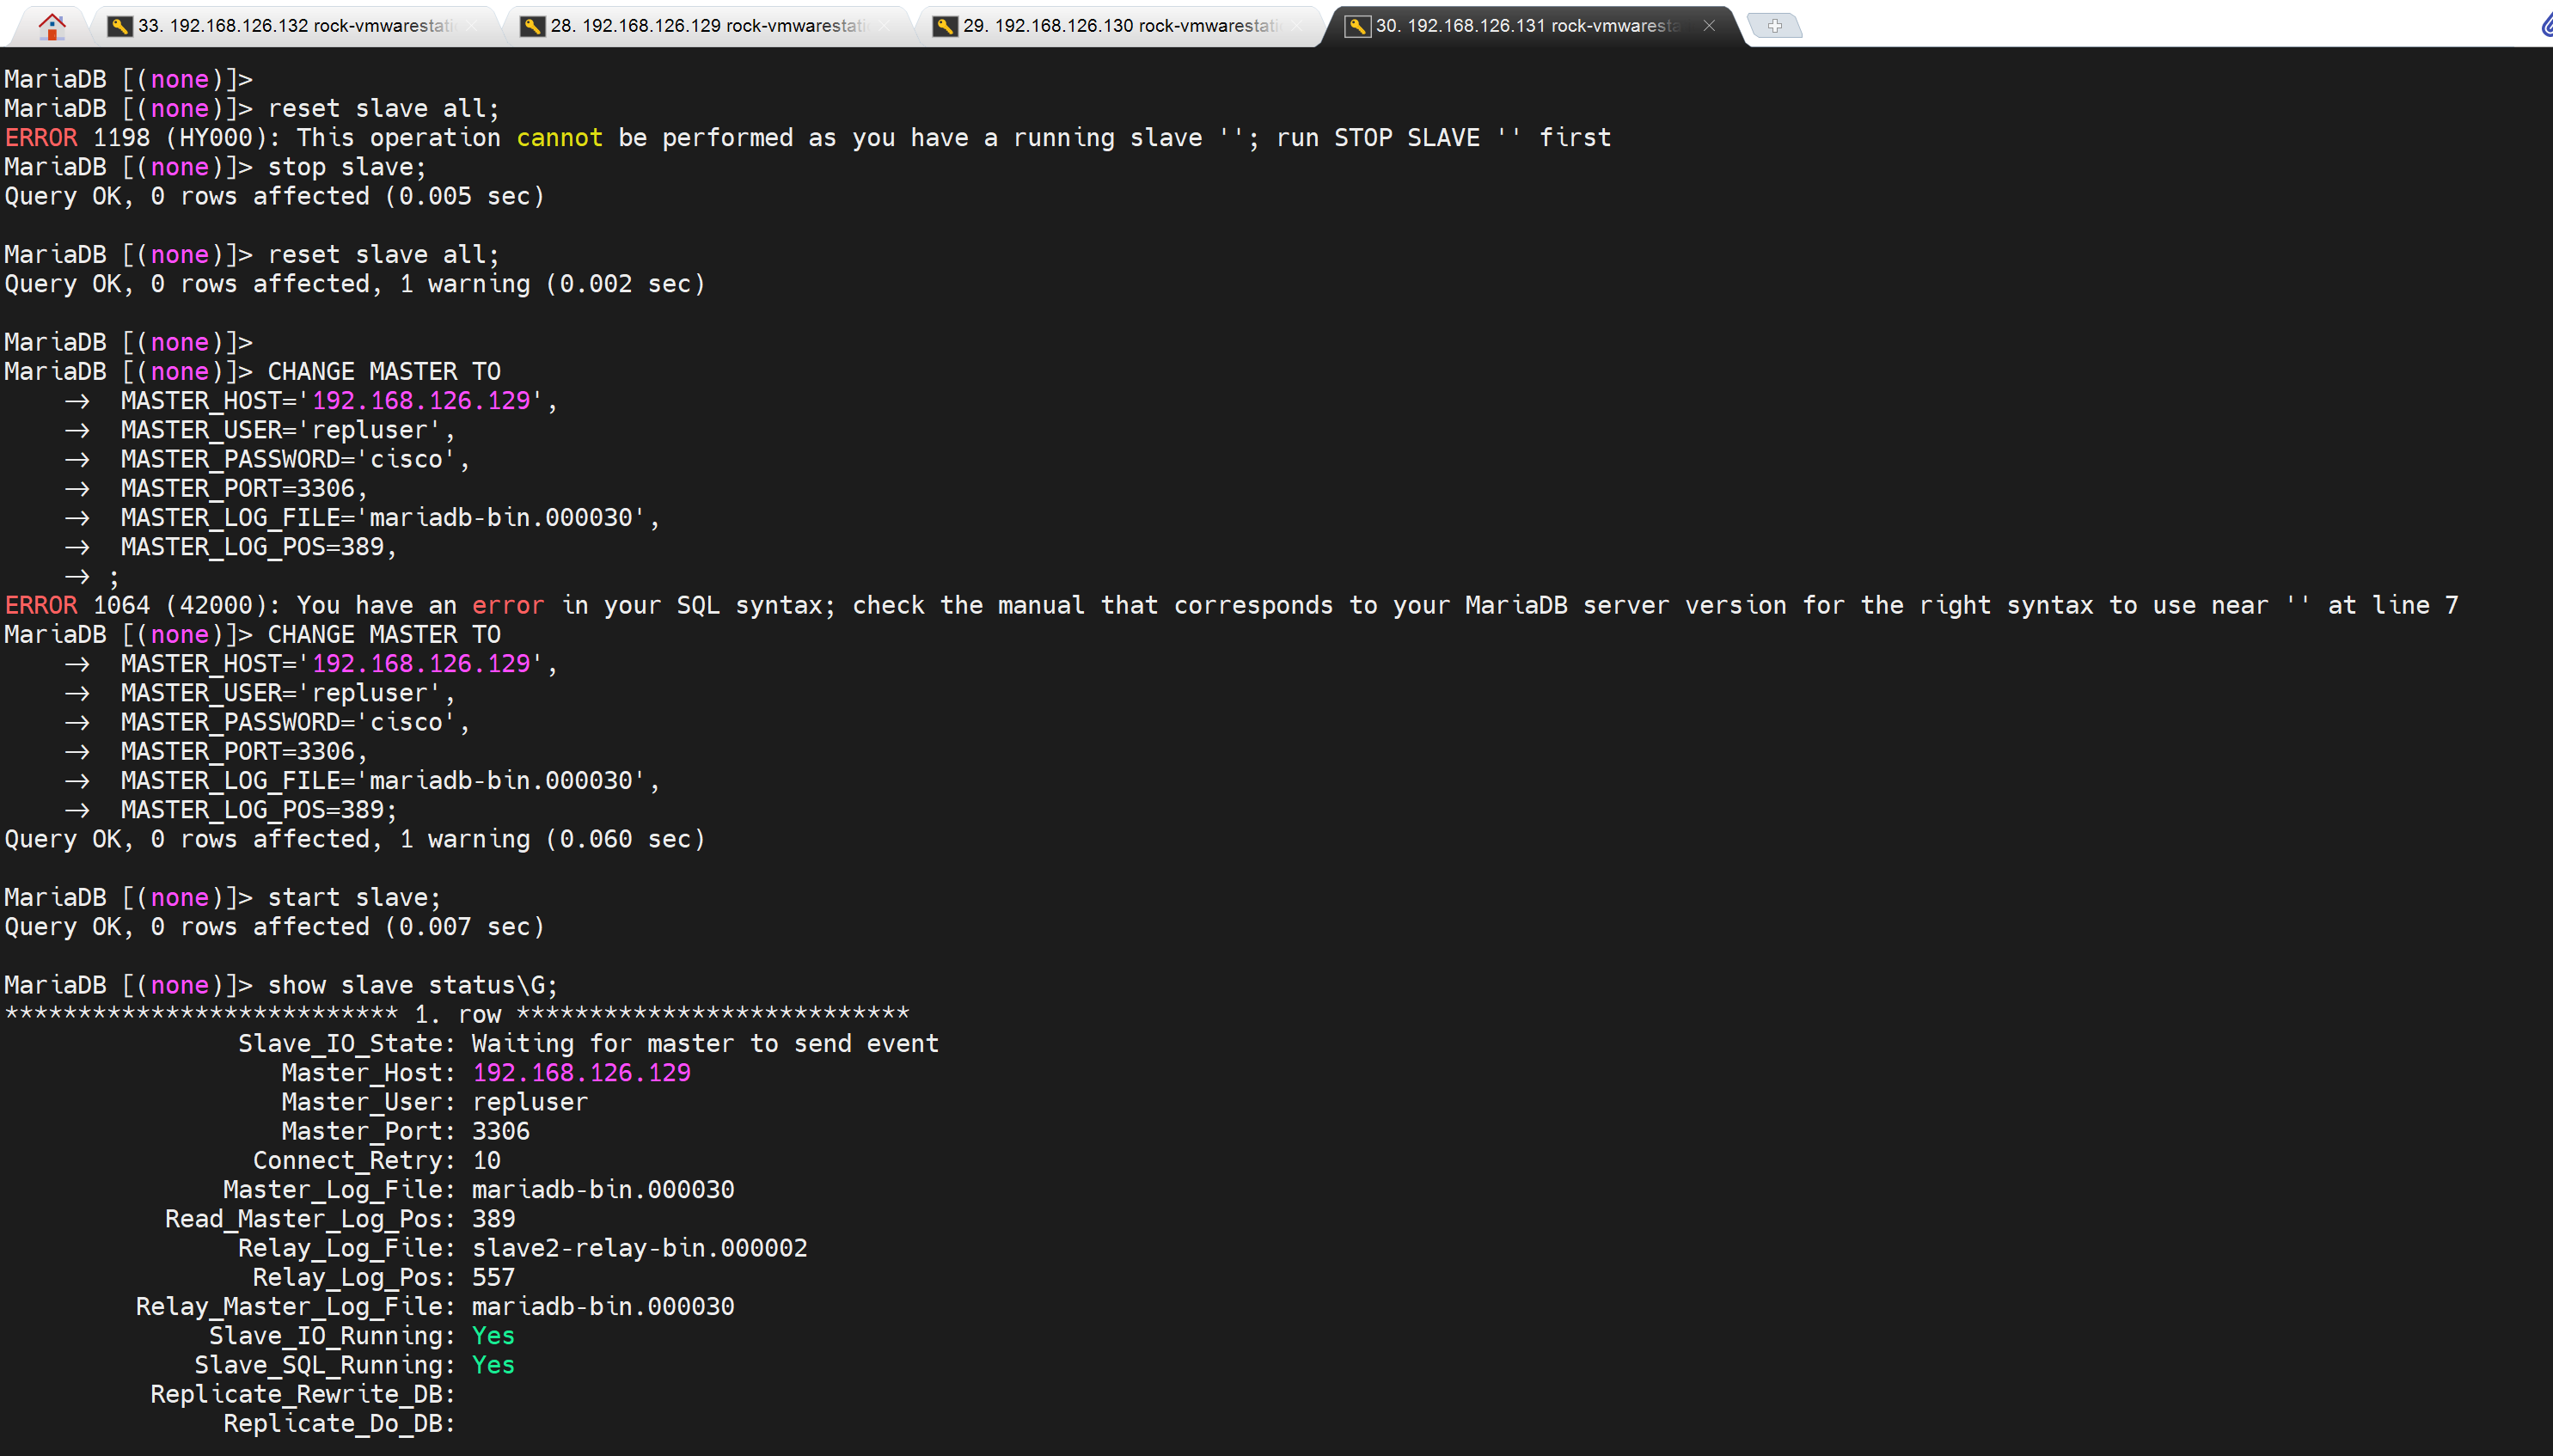 33. 192.168.126.132 rock-vmwarestati
28. 192.168.126.129 rock-vmwarestati
29. 192.168.126.130 rock-vmwarestati
30. 192.168.126.131 rock-vmwaresta
MariaDB [(none)]>
MariaDB [(none)]> reset slave all;
ERROR 1198 (HY000): This operation cannot be performed as you have a running slave ''; run STOP SLAVE '' first
MariaDB [(none)]> stop slave;
Query OK, 0 rows affected (0.005 sec)
MariaDB [(none)]> reset slave all;
Query OK, 0 rows affected, 1 warning (0.002 sec)
MariaDB [(none)]>
MariaDB [(none)]> CHANGE MASTER TO
    ->  MASTER_HOST='192.168.126.129',
    ->  MASTER_USER='repluser',
    ->  MASTER_PASSWORD='cisco',
    ->  MASTER_PORT=3306,
    ->  MASTER_LOG_FILE='mariadb-bin.000030',
    ->  MASTER_LOG_POS=389,
    -> ;
ERROR 1064 (42000): You have an error in your SQL syntax; check the manual that corresponds to your MariaDB server version for the right syntax to use near '' at line 7
MariaDB [(none)]> CHANGE MASTER TO
    ->  MASTER_HOST='192.168.126.129',
    ->  MASTER_USER='repluser',
    ->  MASTER_PASSWORD='cisco',
    ->  MASTER_PORT=3306,
    ->  MASTER_LOG_FILE='mariadb-bin.000030',
    ->  MASTER_LOG_POS=389;
Query OK, 0 rows affected, 1 warning (0.060 sec)
MariaDB [(none)]> start slave;
Query OK, 0 rows affected (0.007 sec)
MariaDB [(none)]> show slave status\G;
*************************** 1. row ***************************
Slave_IO_State: Waiting for master to send event
Master_Host: 192.168.126.129
Master_User: repluser
Master_Port: 3306
Connect_Retry: 10
Master_Log_File: mariadb-bin.000030
Read_Master_Log_Pos: 389
Relay_Log_File: slave2-relay-bin.000002
Relay_Log_Pos: 557
Relay_Master_Log_File: mariadb-bin.000030
Slave_IO_Running: Yes
Slave_SQL_Running: Yes
Replicate_Rewrite_DB:
Replicate_Do_DB: